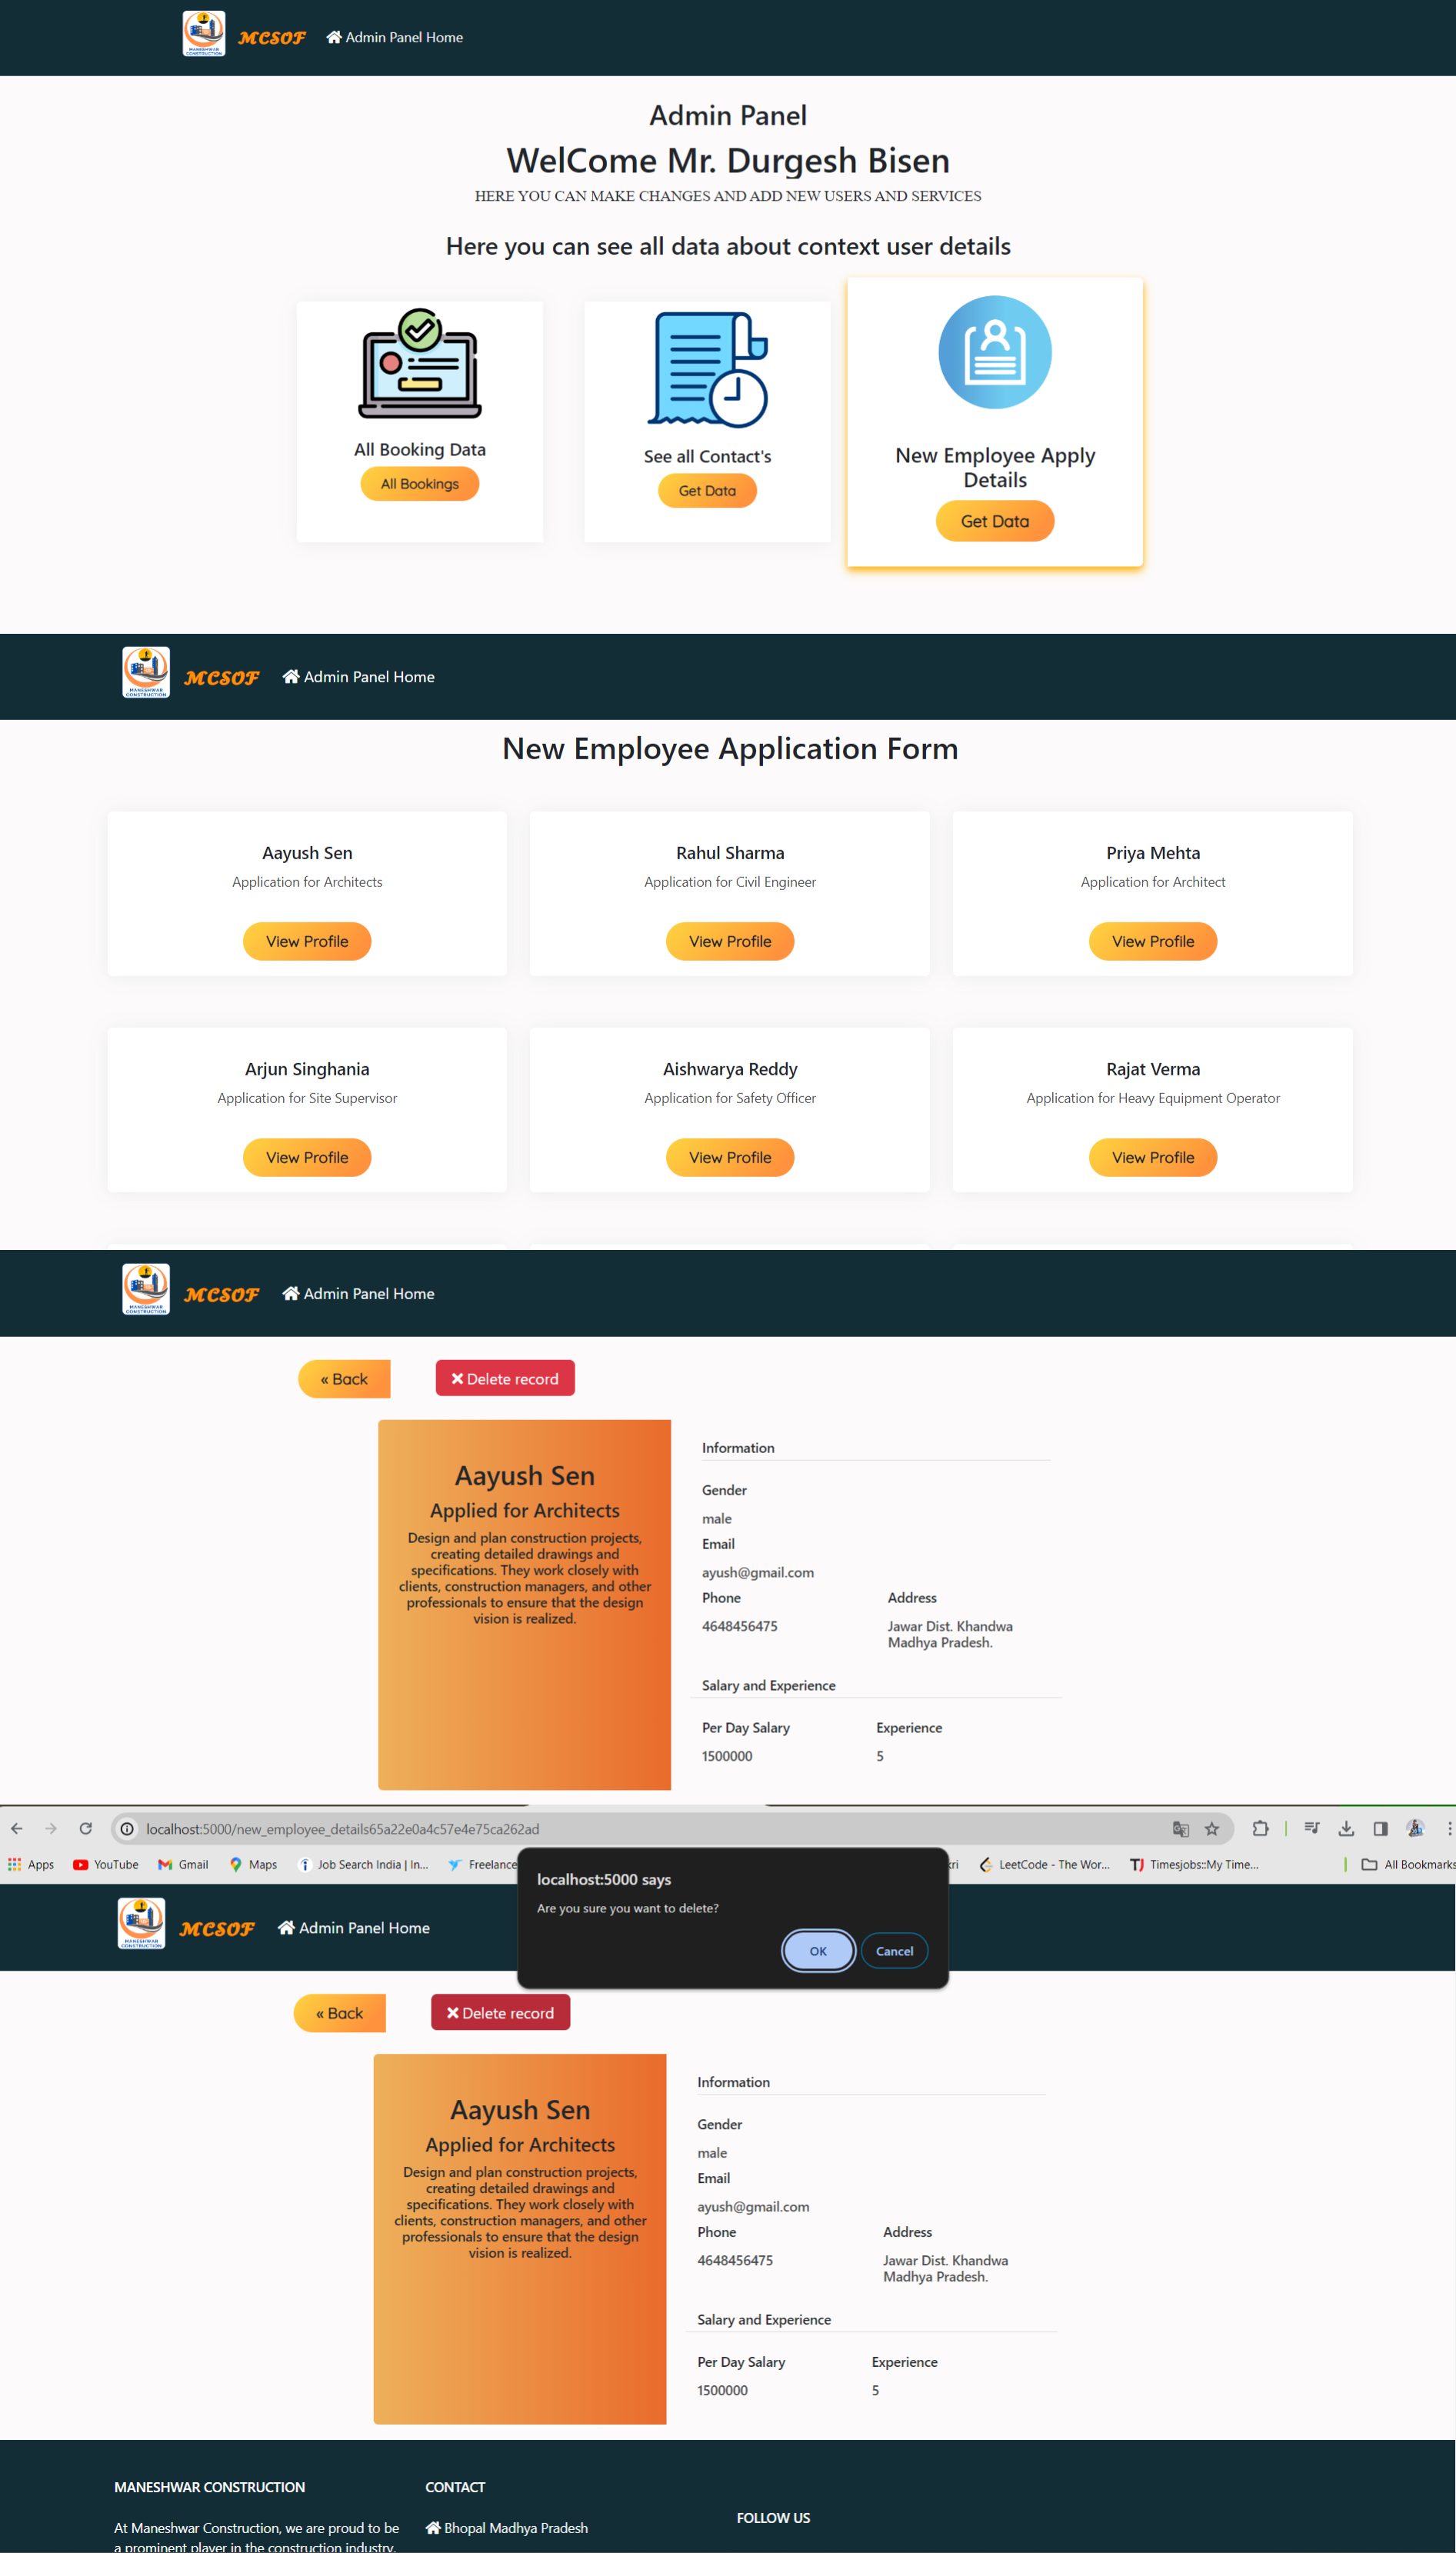 MANESHWAR
CONSTRUCTION
MCSOF
Admin Panel Home
Admin Panel
WelCome Mr. Durgesh Bisen
HERE YOU CAN MAKE CHANGES AND ADD NEW USERS AND SERVICES
Here you can see all data about context user details
All Booking Data
All Bookings
See all Contact's
Get Data
New Employee Apply
Details
Get Data
MANESHWAR
CONSTRUCTION
MCSOF
Admin Panel Home
New Employee Application Form
Aayush Sen
Application for Architects
View Profile
Rahul Sharma
Application for Civil Engineer
View Profile
Priya Mehta
Application for Architect
View Profile
Arjun Singhania
Application for Site Supervisor
View Profile
Aishwarya Reddy
Application for Safety Officer
View Profile
Rajat Verma
Application for Heavy Equipment Operator
View Profile
MANESHWAR
CONSTRUCTION
MCSOF
Admin Panel Home
« Back
Delete record
Aayush Sen
Applied for Architects
Design and plan construction projects,
creating detailed drawings and
specifications. They work closely with
clients, construction managers, and other
professionals to ensure that the design
vision is realized.
Information
Gender
male
Email
ayush@gmail.com
Phone
4648456475
Address
Jawar Dist. Khandwa
Madhya Pradesh.
Salary and Experience
Per Day Salary
1500000
Experience
5
localhost:5000/new_employee_details65a22e0a4c57e4e75ca262ad
Apps
YouTube
Gmail
Maps
Job Search India | In...
Freelance
kri
LeetCode - The Wor...
TJ
Timesjobs::My Time...
All Bookmarks
localhost:5000 says
Are you sure you want to delete?
OK
Cancel
MANESHWAR
CONSTRUCTION
MCSOF
Admin Panel Home
« Back
Delete record
Aayush Sen
Applied for Architects
Design and plan construction projects,
creating detailed drawings and
specifications. They work closely with
clients, construction managers, and other
professionals to ensure that the design
vision is realized.
Information
Gender
male
Email
ayush@gmail.com
Phone
4648456475
Address
Jawar Dist. Khandwa
Madhya Pradesh.
Salary and Experience
Per Day Salary
1500000
Experience
5
MANESHWAR CONSTRUCTION
At Maneshwar Construction, we are proud to be
a prominent player in the construction industry,
CONTACT
Bhopal Madhya Pradesh
FOLLOW US